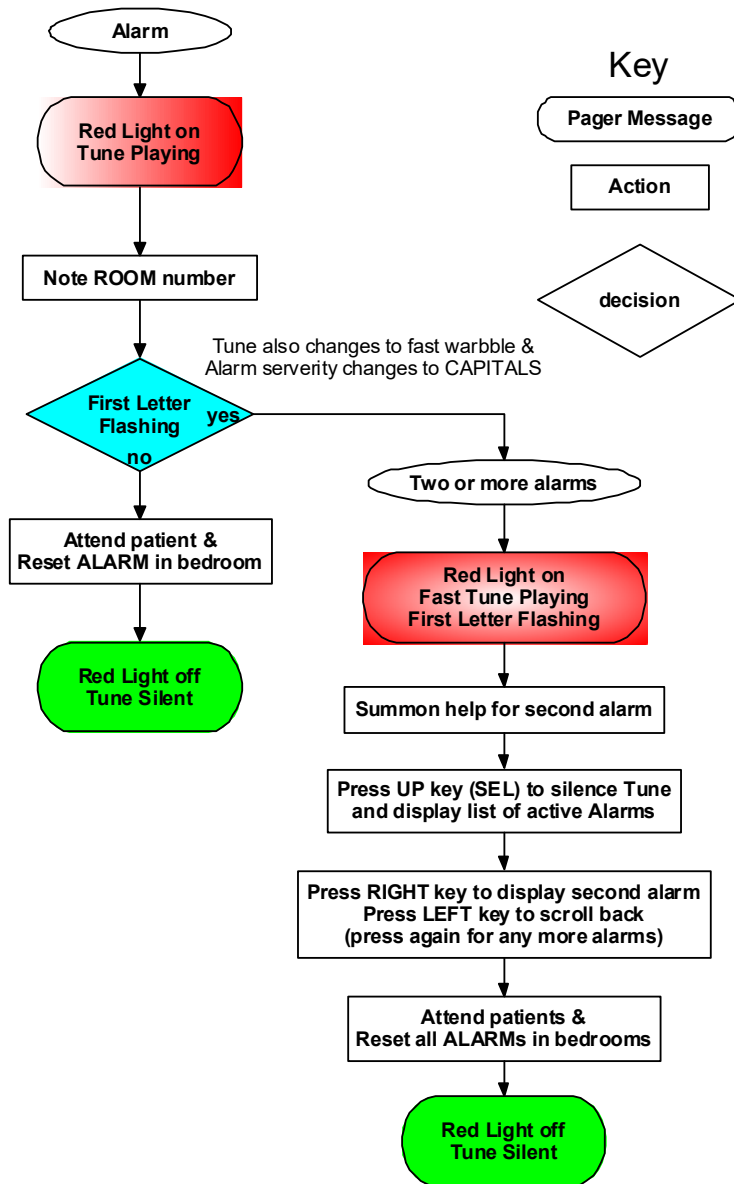 Alarm
Red Light on
Tune Playing
Note ROOM number
Tune also changes to fast warbble &
Alarm serverity changes to CAPITALS
First Letter
Flashing
yes
no
Attend patient &
Reset ALARM in bedroom
Red Light off
Tune Silent
Two or more alarms
Red Light on
Fast Tune Playing
First Letter Flashing
Summon help for second alarm
Press UP key (SEL) to silence Tune
and display list of active Alarms
Press RIGHT key to display second alarm
Press LEFT key to scroll back
(press again for any more alarms)
Attend patients &
Reset all ALARMs in bedrooms
Red Light off
Tune Silent
Key
Pager Message
Action
decision